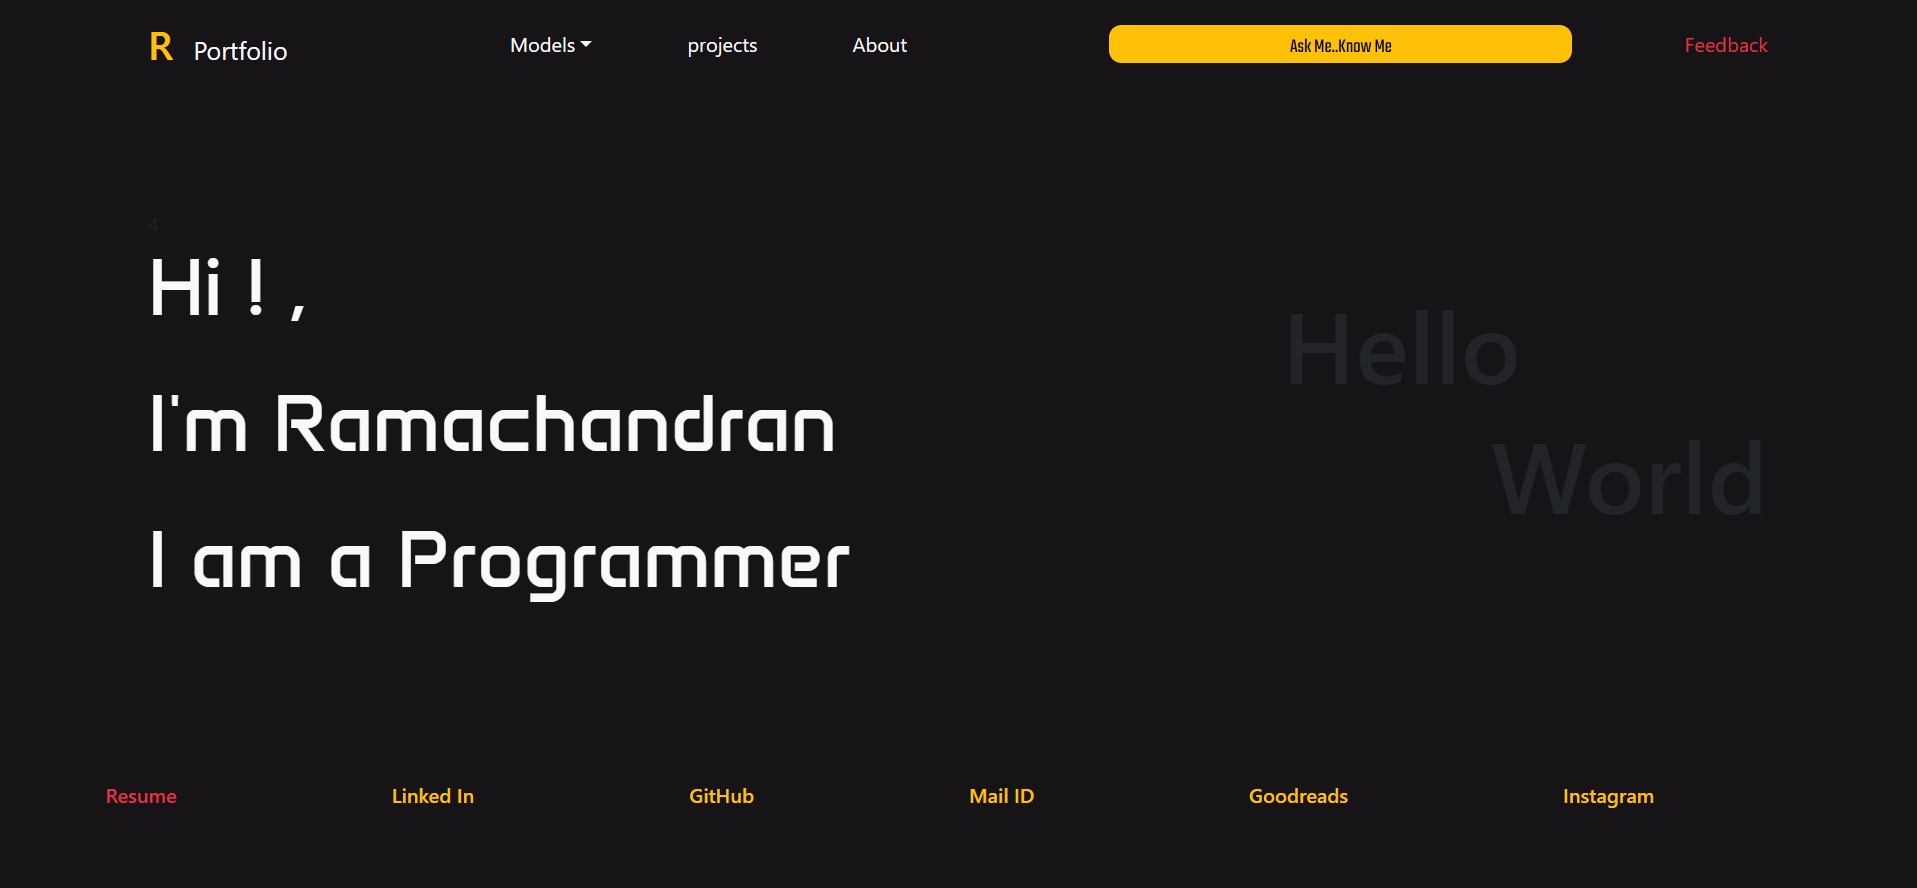 R Portfolio Models projects About Ask Me..Know Me Feedback
4
Hi ! ,
Hello
I'm Ramachandran
World
I am a Programmer
Resume Linked In GitHub Mail ID Goodreads Instagram